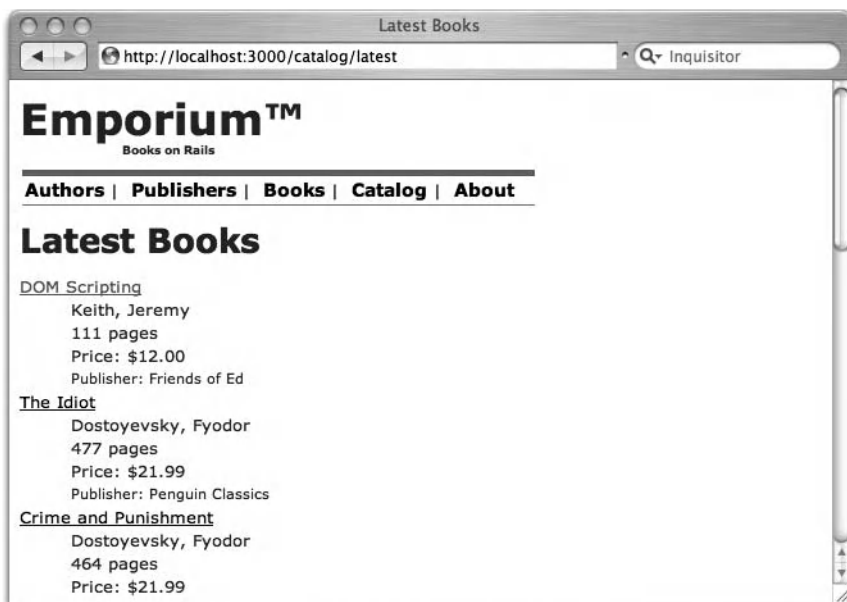 Latest Books
http://localhost:3000/catalog/latest
Inquisitor
Emporium™
Books on Rails
Authors | Publishers | Books | Catalog | About
Latest Books
DOM Scripting
Keith, Jeremy
111 pages
Price: $12.00
Publisher: Friends of Ed
The Idiot
Dostoyevsky, Fyodor
477 pages
Price: $21.99
Publisher: Penguin Classics
Crime and Punishment
Dostoyevsky, Fyodor
464 pages
Price: $21.99